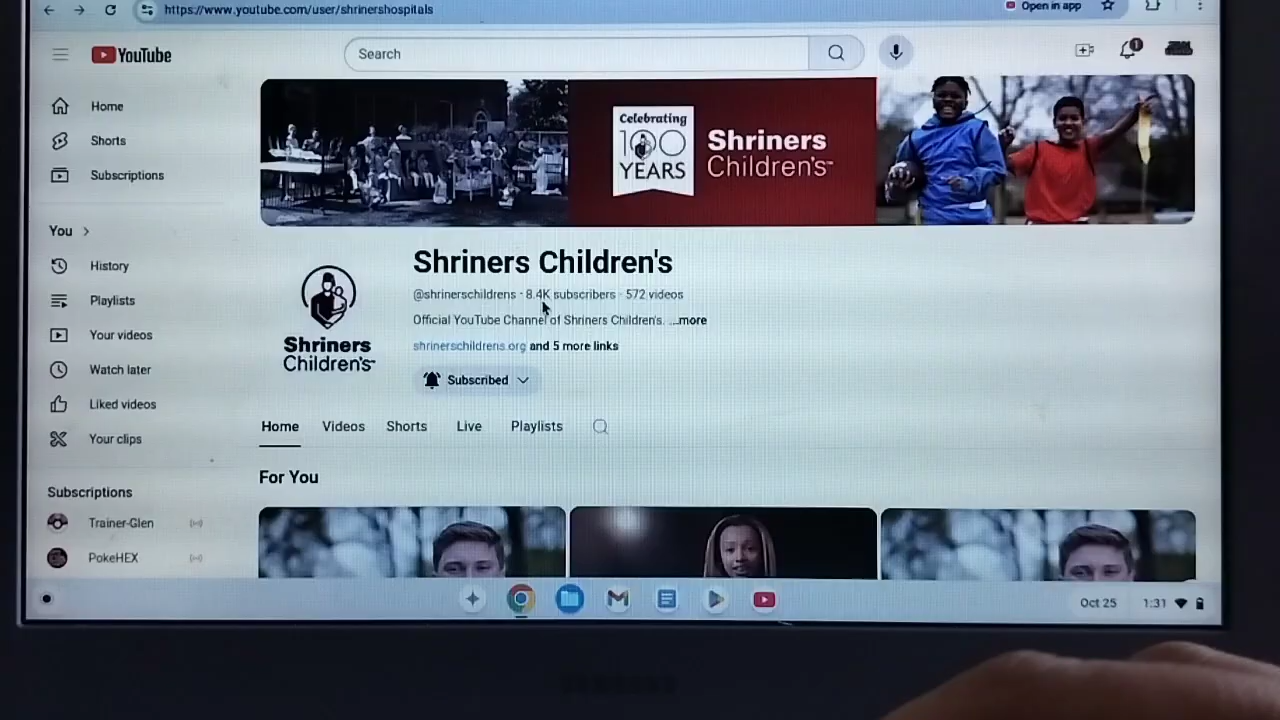 https://www.youtube.com/user/shrinershospitals
Open in app
YouTube
Search
1
Home
Shorts
Subscriptions
You
History
Playlists
Your videos
Watch later
Liked videos
Your clips
Subscriptions
Trainer-Glen
PokeHEX
Celebrating
100
YEARS
Shriners
Children's™
Shriners
Children's™
Shriners Children's
@shrinerschildrens · 8.4K subscribers · 572 videos
Official YouTube Channel of Shriners Children's. ...more
shrinerschildrens.org and 5 more links
Subscribed
Home Videos Shorts Live Playlists
For You
Oct 25 1:31